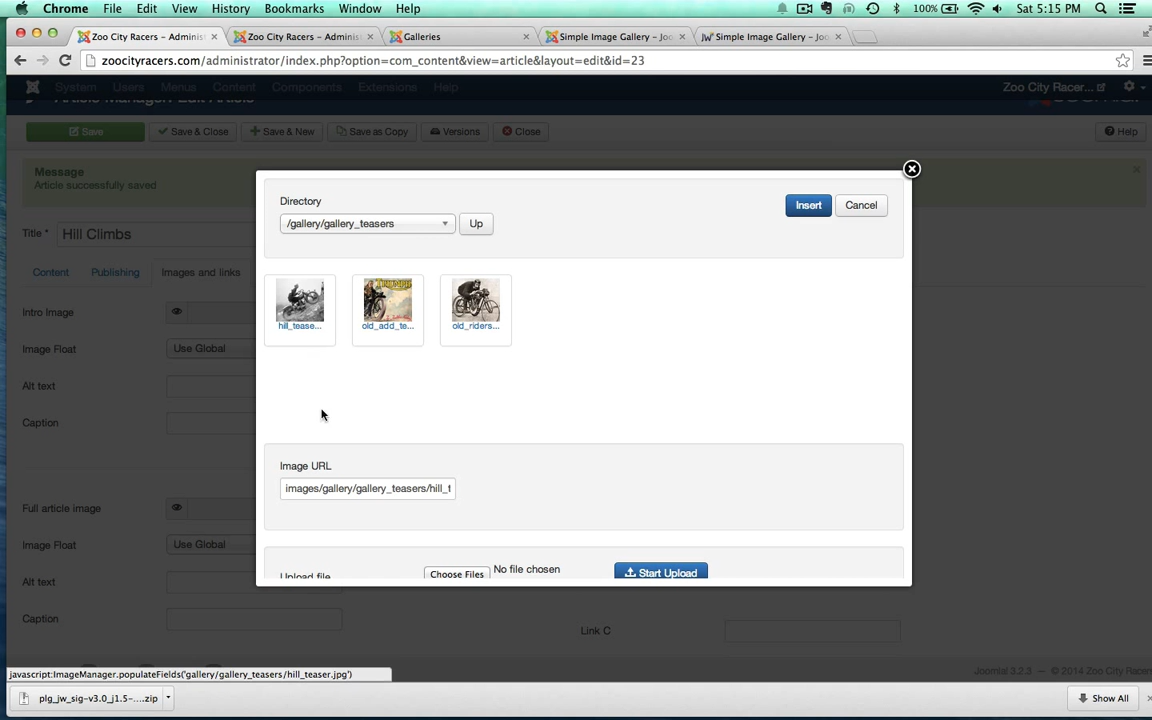 Chrome File Edit View History Bookmarks Window Help 100% Sat 5:15 PM
Zoo City Racers – Adminis Zoo City Racers – Adminis Galleries Simple Image Gallery – Jo Simple Image Gallery – Jo
zoocityracers.com/administrator/index.php?option=com_content&view=article&layout=edit&id=23
System Users Menus Content Components Extensions Help Zoo City Racer...
Article Manager: Edit Article
Save Save & Close Save & New Save as Copy Versions Close Help
Message
Article successfully saved
Title * Hill Climbs
Content Publishing Images and links
Intro Image
Image Float Use Global
Alt text
Caption
Full article image
Image Float Use Global
Alt text
Caption
Link C
Directory
/gallery/gallery_teasers Up Insert Cancel
hill_tease... old_add_te... old_riders...
Image URL
images/gallery/gallery_teasers/hill_t
Upload file Choose Files No file chosen Start Upload
Joomla! 3.2.3 — © 2014 Zoo City Race
javascript:ImageManager.populateFields('gallery/gallery_teasers/hill_teaser.jpg')
plg_jw_sig-v3.0_j1.5-....zip Show All